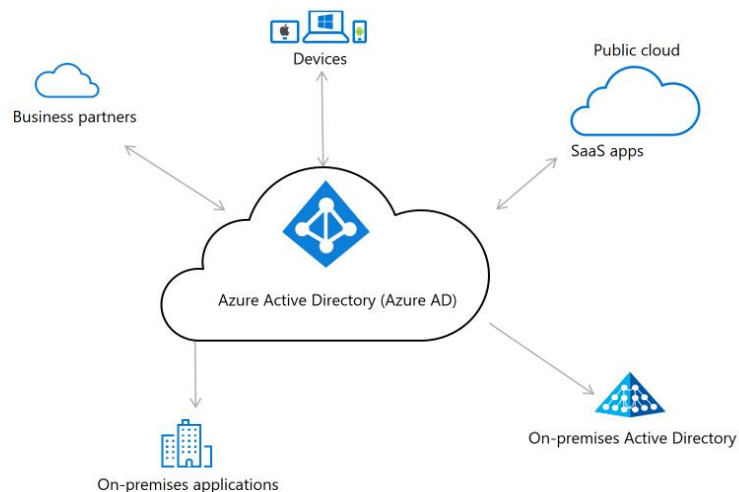 Devices
Public cloud
Business partners
SaaS apps
Azure Active Directory (Azure AD)
On-premises Active Directory
On-premises applications